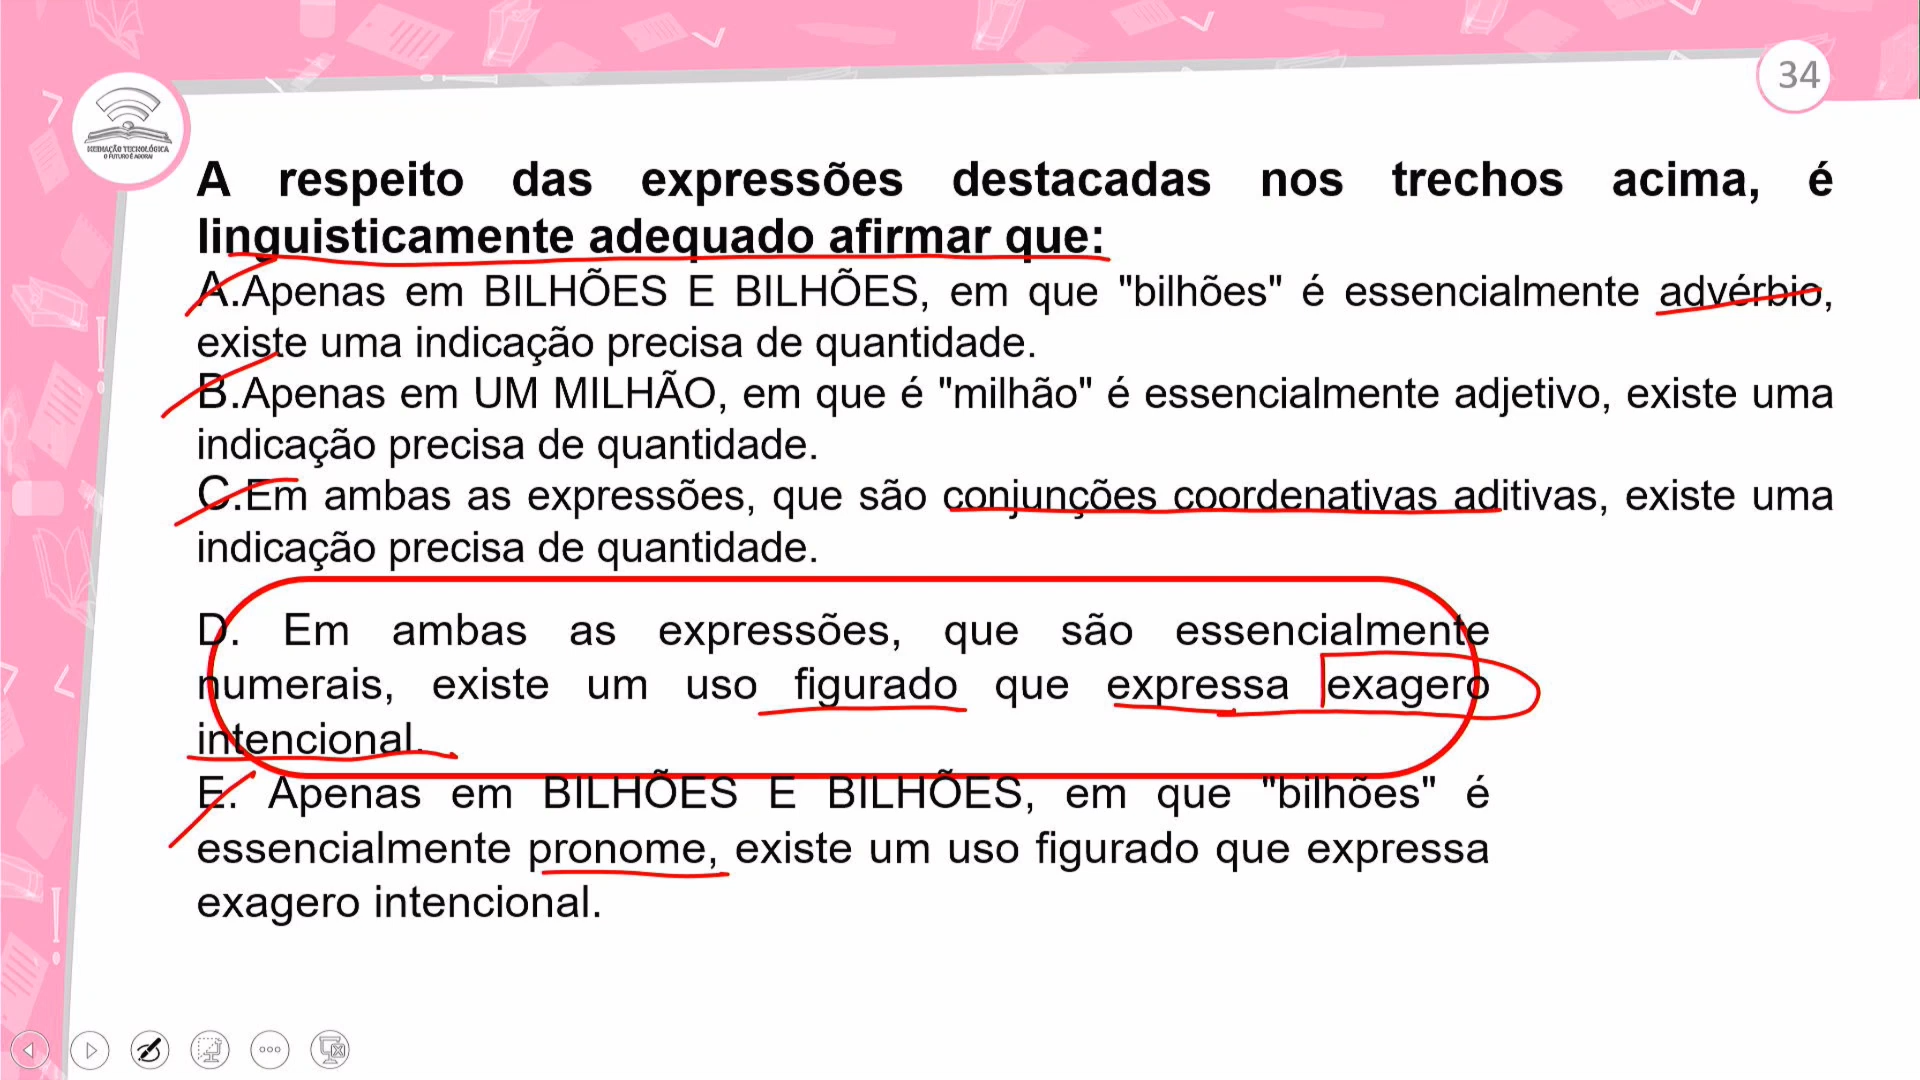 34
MEDIAÇÃO TECNOLÓGICA
O FUTURO É AGORA!
A respeito das expressões destacadas nos trechos acima, é
linguisticamente adequado afirmar que:
A.Apenas em BILHÕES E BILHÕES, em que "bilhões" é essencialmente advérbio,
existe uma indicação precisa de quantidade.
B.Apenas em UM MILHÃO, em que é "milhão" é essencialmente adjetivo, existe uma
indicação precisa de quantidade.
C.Em ambas as expressões, que são conjunções coordenativas aditivas, existe uma
indicação precisa de quantidade.
D. Em ambas as expressões, que são essencialmente
numerais, existe um uso figurado que expressa exagero
intencional.
E. Apenas em BILHÕES E BILHÕES, em que "bilhões" é
essencialmente pronome, existe um uso figurado que expressa
exagero intencional.